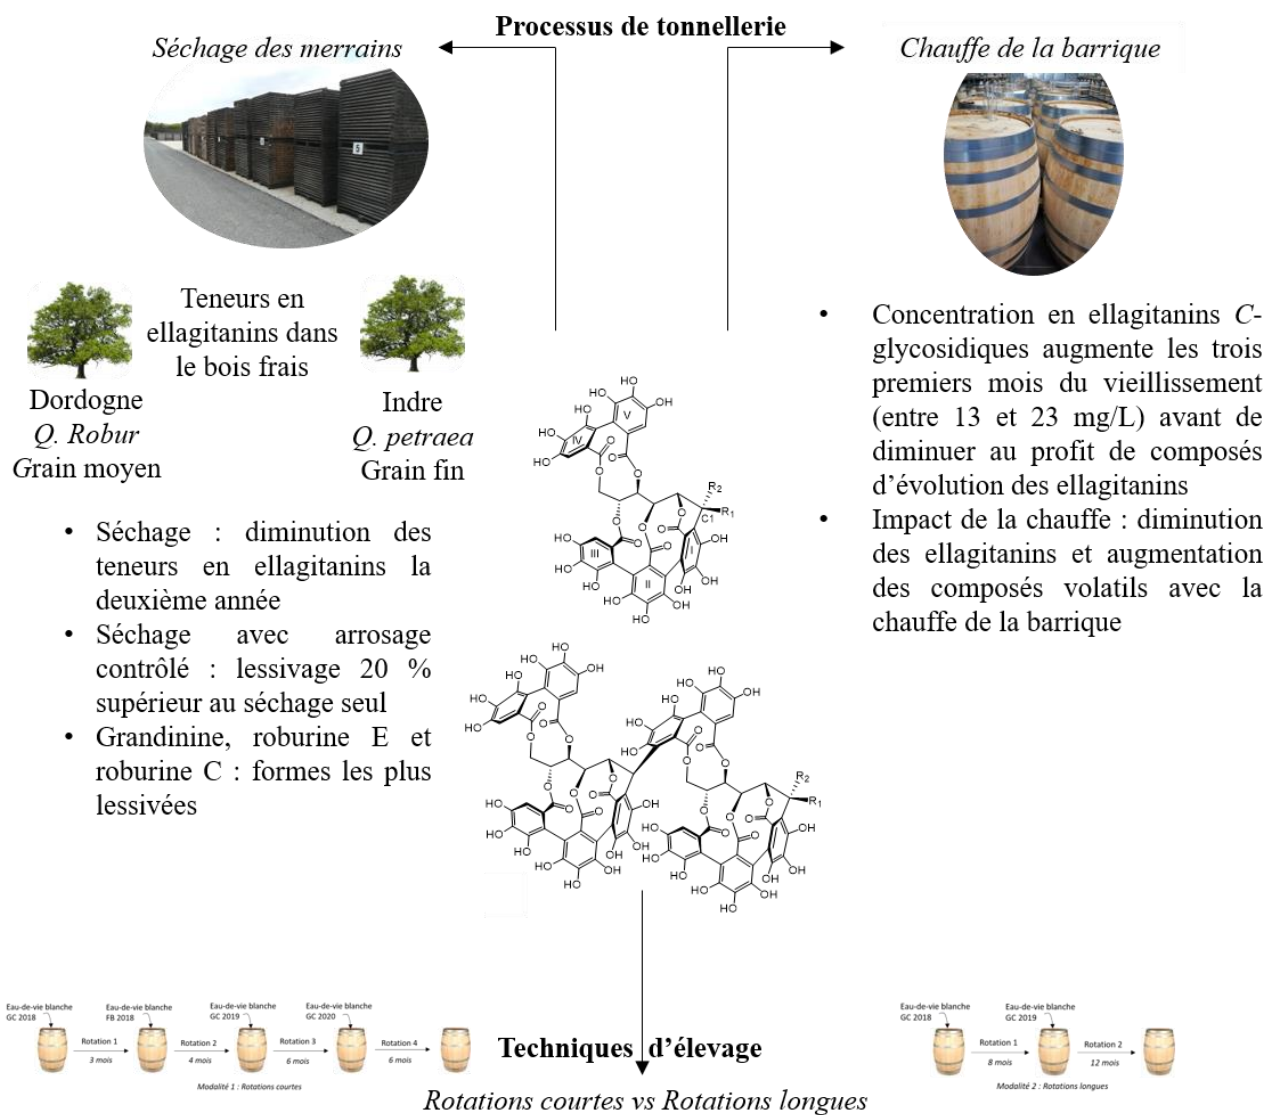 Processus de tonnellerie
Séchage des merrains
Chauffe de la barrique
5
Teneurs en
ellagitanins dans
le bois frais
Dordogne
Q. Robur
Grain moyen
Indre
Q. petraea
Grain fin
• Séchage : diminution des
teneurs en ellagitanins la
deuxième année
• Séchage avec arrosage
contrôlé : lessivage 20 %
supérieur au séchage seul
• Grandinine, roburine E et
roburine C : formes les plus
lessivées
• Concentration en ellagitanins C-
glycosidiques augmente les trois
premiers mois du vieillissement
(entre 13 et 23 mg/L) avant de
diminuer au profit de composés
d’évolution des ellagitanins
• Impact de la chauffe : diminution
des ellagitanins et augmentation
des composés volatils avec la
chauffe de la barrique
Eau-de-vie blanche
GC 2018
Eau-de-vie blanche
FB 2018
Eau-de-vie blanche
GC 2019
Eau-de-vie blanche
GC 2020
Rotation 1
3 mois
Rotation 2
4 mois
Rotation 3
6 mois
Rotation 4
6 mois
Modalité 1 : Rotations courtes
Techniques d’élevage
Rotations courtes vs Rotations longues
Eau-de-vie blanche
GC 2018
Eau-de-vie blanche
GC 2019
Rotation 1
8 mois
Rotation 2
12 mois
Modalité 2 : Rotations longues